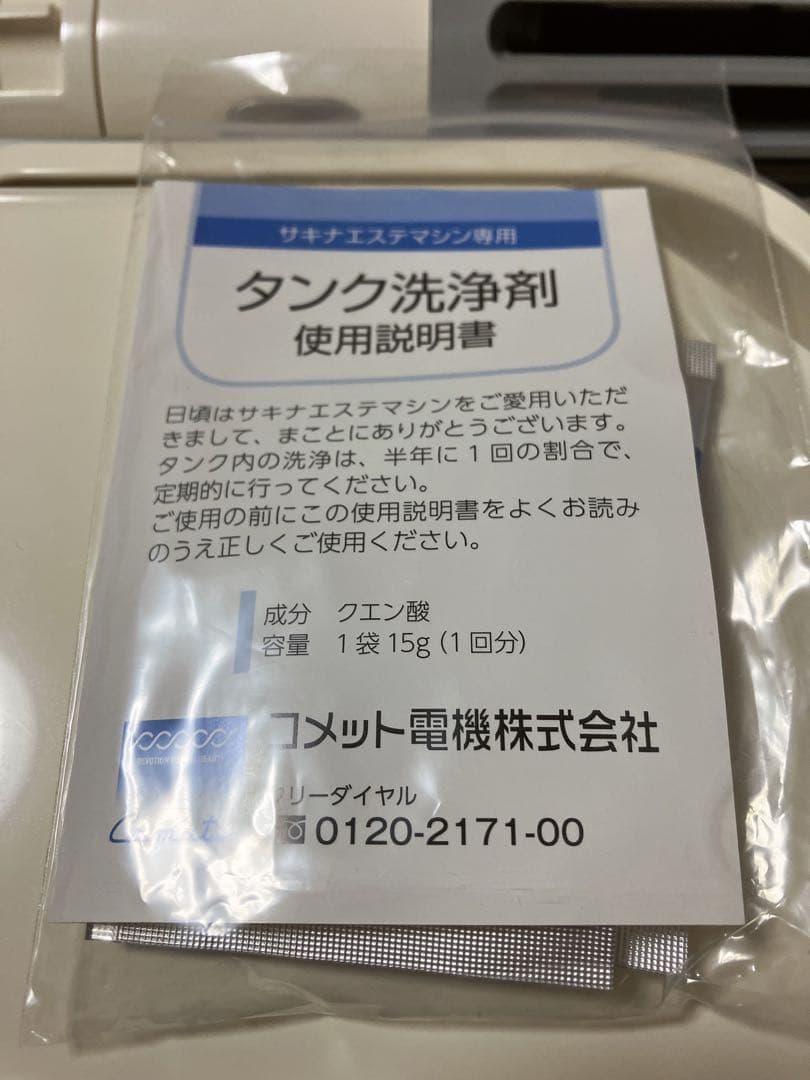 サキナエステマシン専用
タンク洗浄剤
使用説明書
日頃はサキナエステマシンをご愛用いただ
きまして、まことにありがとうございます。
タンク内の洗浄は、半年に1回の割合で、
定期的に行ってください。
ご使用の前にこの使用説明書をよくお読み
のうえ正しくご使用ください。
成分 クエン酸
容量 1袋15g(1回分)
コメット電機株式会社
フリーダイヤル
0120-2171-00